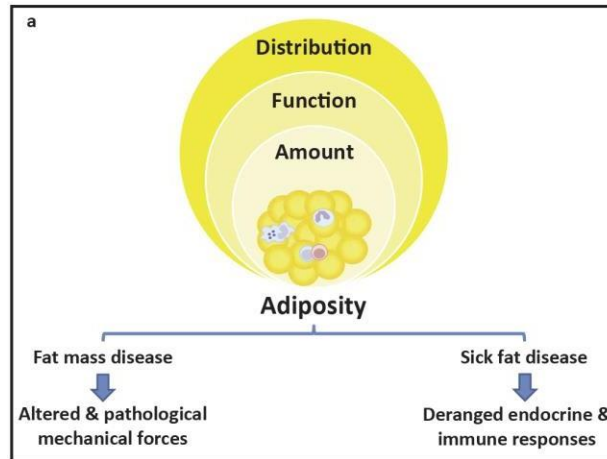 a
Distribution
Function
Amount
Adiposity
Fat mass disease
Sick fat disease
Altered & pathological
mechanical forces
Deranged endocrine &
immune responses